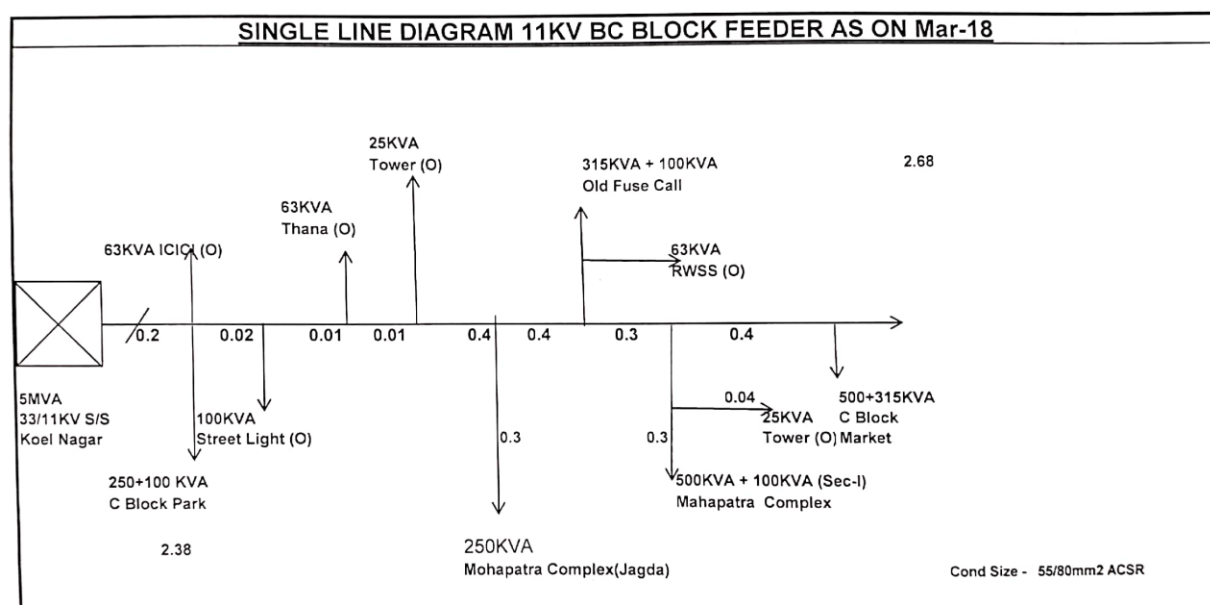 SINGLE LINE DIAGRAM 11KV BC BLOCK FEEDER AS ON Mar-18
25KVA
Tower (O)
315KVA + 100KVA
Old Fuse Call
2.68
63KVA
Thana (O)
63KVA ICICI (O)
63KVA
RWSS (O)
0.2
0.02
0.01
0.01
0.4
0.4
0.3
0.4
5MVA
33/11KV S/S
Koel Nagar
100KVA
Street Light (O)
250+100 KVA
C Block Park
0.3
0.3
0.04
25KVA
Tower (O)
500+315KVA
C Block
Market
500KVA + 100KVA (Sec-I)
Mahapatra Complex
2.38
250KVA
Mohapatra Complex(Jagda)
Cond Size - 55/80mm2 ACSR